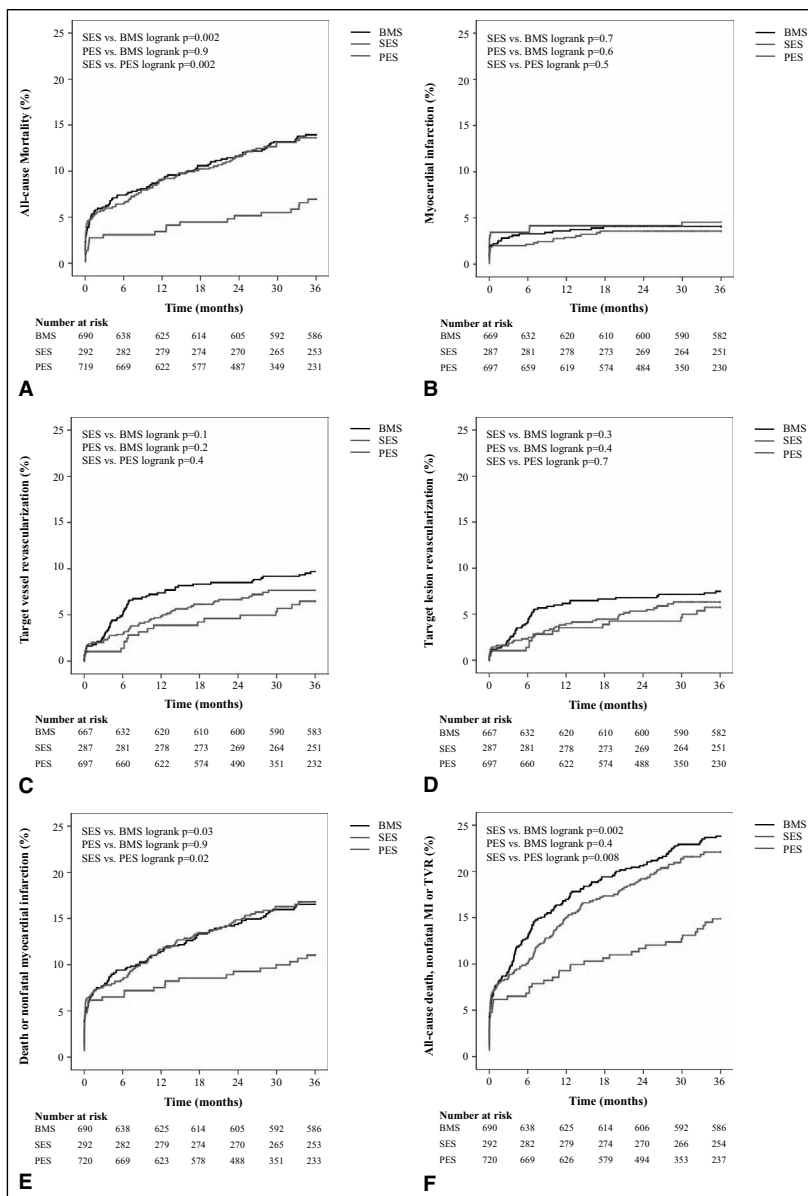 SES vs. BMS logrank p=0.002
PES vs. BMS logrank p=0.9
SES vs. PES logrank p=0.002
BMS
SES
PES
All-cause Mortality (%)
25
20
15
10
5
0
0 6 12 18 24 30 36
Time (months)
Number at risk
BMS 690 638 625 614 605 592 586
SES 292 282 279 274 270 265 253
PES 719 669 622 577 487 349 231
A
SES vs. BMS logrank p=0.7
PES vs. BMS logrank p=0.6
SES vs. PES logrank p=0.5
BMS
SES
PES
Myocardial infarction (%)
25
20
15
10
5
0
0 6 12 18 24 30 36
Time (months)
Number at risk
BMS 669 632 620 610 600 590 582
SES 287 281 278 273 269 264 251
PES 697 659 619 574 484 350 230
B
SES vs. BMS logrank p=0.1
PES vs. BMS logrank p=0.2
SES vs. PES logrank p=0.4
BMS
SES
PES
Target vessel revascularization (%)
25
20
15
10
5
0
0 6 12 18 24 30 36
Time (months)
Number at risk
BMS 667 632 620 610 600 590 583
SES 287 281 278 273 269 264 251
PES 697 660 622 574 490 351 232
C
SES vs. BMS logrank p=0.3
PES vs. BMS logrank p=0.4
SES vs. PES logrank p=0.7
BMS
SES
PES
Tarvget lesion revascularization (%)
25
20
15
10
5
0
0 6 12 18 24 30 36
Time (months)
Number at risk
BMS 667 632 620 610 600 590 582
SES 287 281 278 273 269 264 251
PES 697 660 622 574 488 350 230
D
SES vs. BMS logrank p=0.03
PES vs. BMS logrank p=0.9
SES vs. PES logrank p=0.02
BMS
SES
PES
Death or nonfatal myocardial infarction (%)
25
20
15
10
5
0
0 6 12 18 24 30 36
Time (months)
Number at risk
BMS 690 638 625 614 605 592 586
SES 292 282 279 274 270 265 253
PES 720 669 623 578 488 351 233
E
SES vs. BMS logrank p=0.002
PES vs. BMS logrank p=0.4
SES vs. PES logrank p=0.008
BMS
SES
PES
All-cause death, nonfatal MI or TVR (%)
25
20
15
10
5
0
0 6 12 18 24 30 36
Time (months)
Number at risk
BMS 690 638 625 614 606 592 586
SES 292 282 279 274 270 266 254
PES 720 669 626 579 494 353 237
F